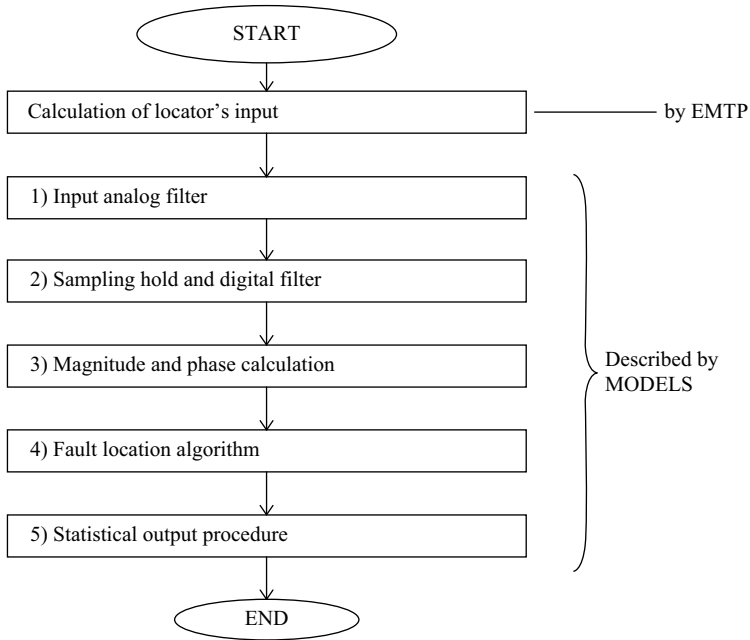 START
Calculation of locator’s input
by EMTP
1) Input analog filter
2) Sampling hold and digital filter
3) Magnitude and phase calculation
Described by
MODELS
4) Fault location algorithm
5) Statistical output procedure
END